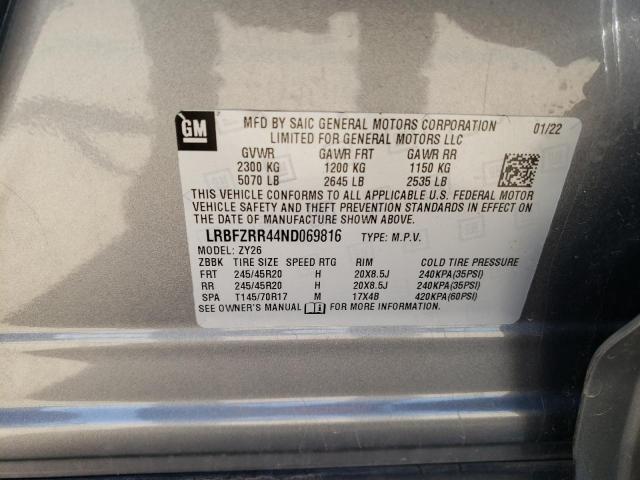 GM
MFD BY SAIC GENERAL MOTORS CORPORATION 01/22
LIMITED FOR GENERAL MOTORS LLC
GVWR GAWR FRT GAWR RR
2300 KG 1200 KG 1150 KG
5070 LB 2645 LB 2535 LB
THIS VEHICLE CONFORMS TO ALL APPLICABLE U.S. FEDERAL MOTOR
VEHICLE SAFETY AND THEFT PREVENTION STANDARDS IN EFFECT ON
THE DATE OF MANUFACTURE SHOWN ABOVE.
LRBFZRR44ND069816 TYPE: M.P.V.
MODEL: ZY26
ZBBK TIRE SIZE SPEED RTG RIM COLD TIRE PRESSURE
FRT 245/45R20 H 20X8.5J 240KPA(35PSI)
RR 245/45R20 H 20X8.5J 240KPA(35PSI)
SPA T145/70R17 M 17X4B 420KPA(60PSI)
SEE OWNER'S MANUAL FOR MORE INFORMATION.